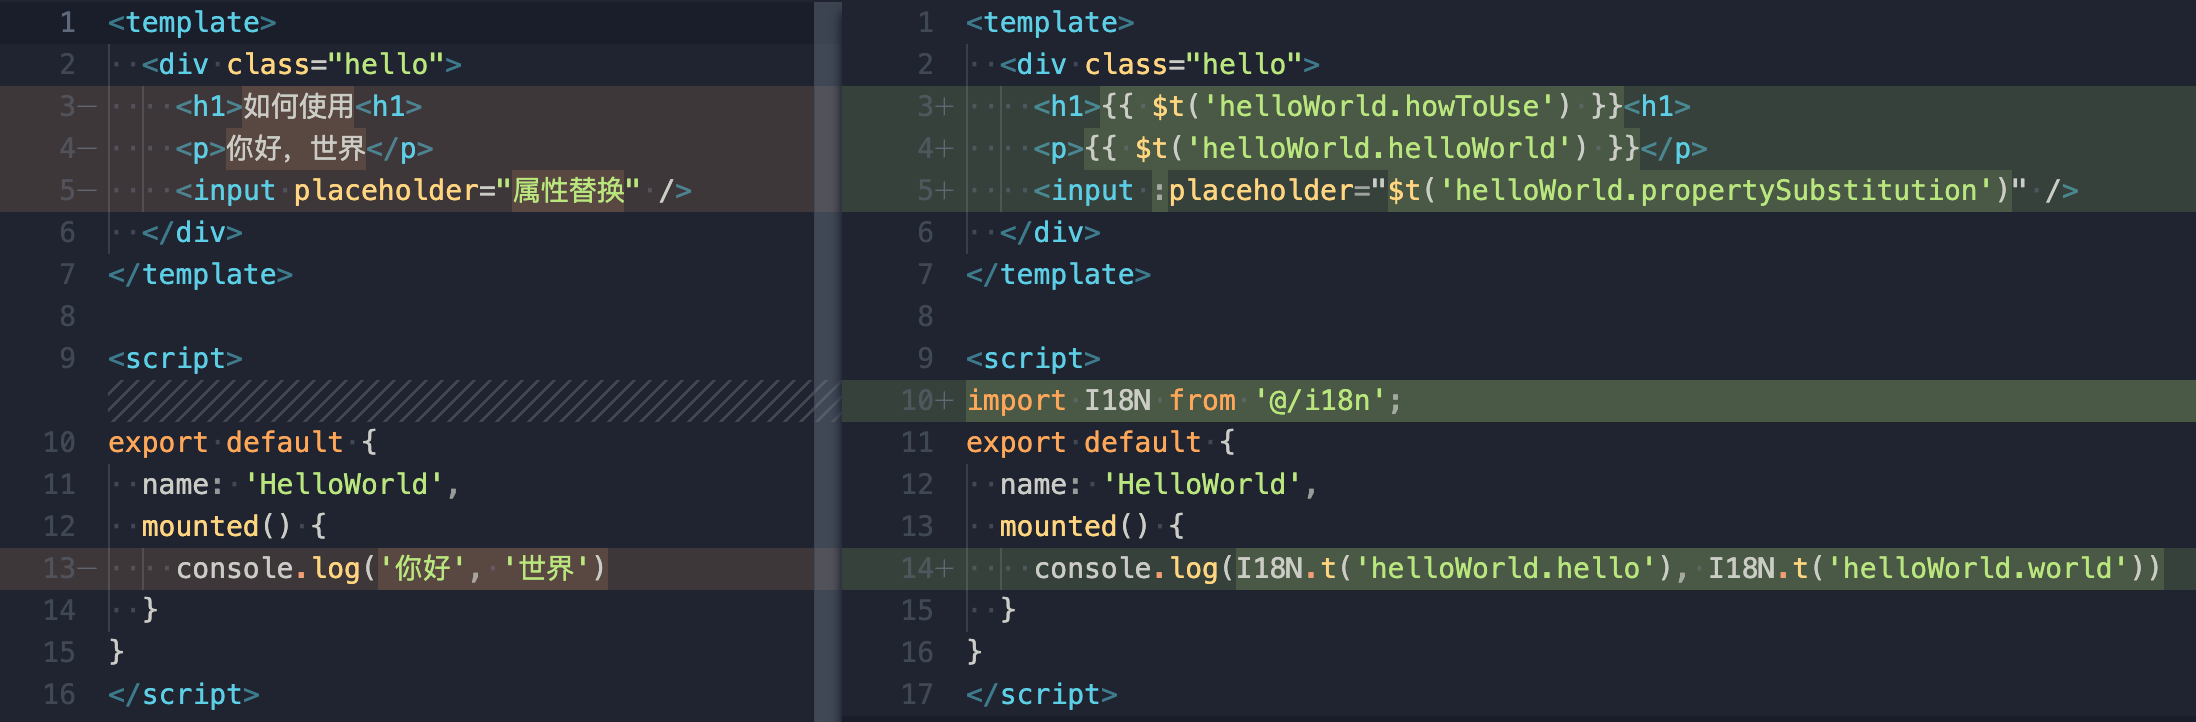 1 <template>
2   <div class="hello">
3—     <h1>如何使用<h1>
4—     <p>你好，世界</p>
5—     <input placeholder="属性替换" />
6   </div>
7 </template>
8
9 <script>
10 export default {
11   name: 'HelloWorld',
12   mounted() {
13—     console.log('你好', '世界')
14   }
15 }
16 </script>
1 <template>
2   <div class="hello">
3+     <h1>{{ $t('helloWorld.howToUse') }}<h1>
4+     <p>{{ $t('helloWorld.helloWorld') }}</p>
5+     <input :placeholder="$t('helloWorld.propertySubstitution')" />
6   </div>
7 </template>
8
9 <script>
10+ import I18N from '@/i18n';
11 export default {
12   name: 'HelloWorld',
13   mounted() {
14+     console.log(I18N.t('helloWorld.hello'), I18N.t('helloWorld.world'))
15   }
16 }
17 </script>